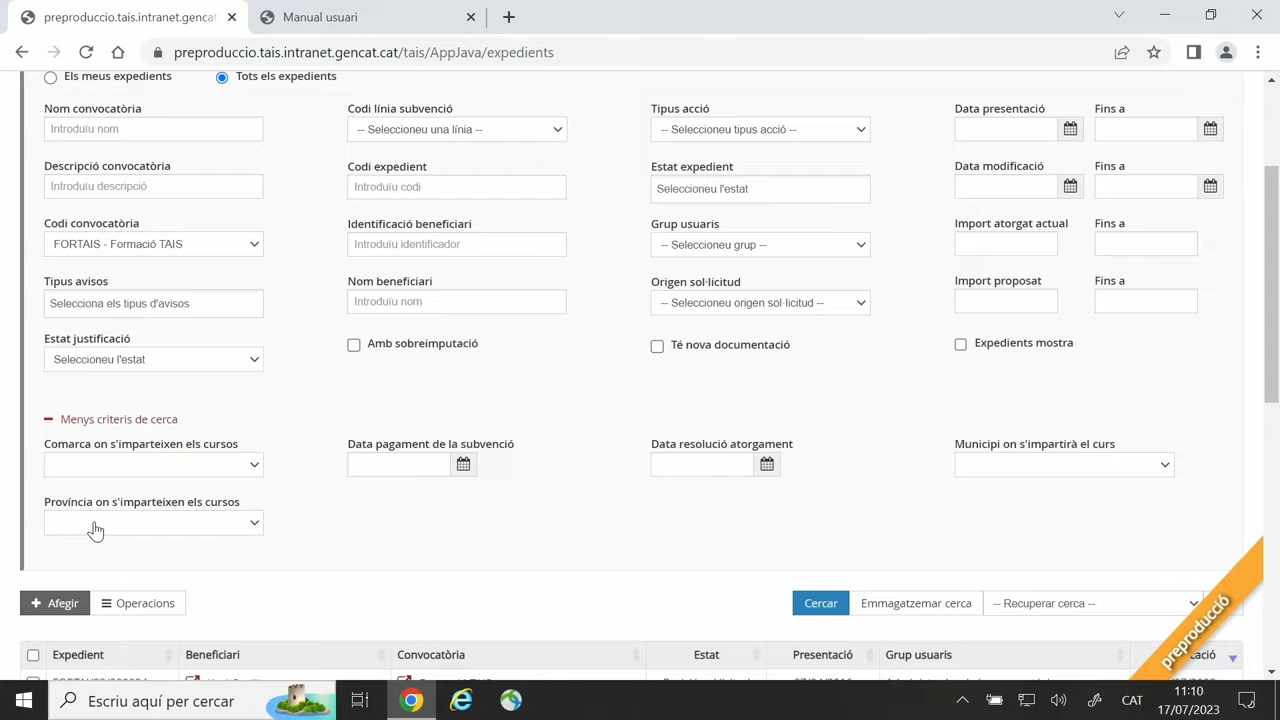 preproduccio.tais.intranet.gencat
Manual usuari
preproduccio.tais.intranet.gencat.cat/tais/AppJava/expedients
Els meus expedients
Tots els expedients
Nom convocatòria
Codi línia subvenció
Tipus acció
Data presentació
Fins a
Introduïu nom
-- Seleccioneu una línia --
-- Seleccioneu tipus acció --
Descripció convocatòria
Codi expedient
Estat expedient
Data modificació
Fins a
Introduïu descripció
Introduïu codi
Seleccioneu l'estat
Codi convocatòria
Identificació beneficiari
Grup usuaris
Import atorgat actual
Fins a
FORTAIS - Formació TAIS
Introduïu identificador
-- Seleccioneu grup --
Tipus avisos
Nom beneficiari
Origen sol·licitud
Import proposat
Fins a
Selecciona els tipus d'avisos
Introduïu nom
-- Seleccioneu origen sol·licitud --
Estat justificació
Amb sobreimputació
Té nova documentació
Expedients mostra
Seleccioneu l'estat
Menys criteris de cerca
Comarca on s'imparteixen els cursos
Data pagament de la subvenció
Data resolució atorgament
Municipi on s'impartirà el curs
Província on s'imparteixen els cursos
Afegir
Operacions
Cercar
Emmagatzemar cerca
-- Recuperar cerca --
preproducció
Expedient
Beneficiari
Convocatòria
Estat
Presentació
Grup usuaris
Escriu aquí per cercar
CAT
11:10
17/07/2023